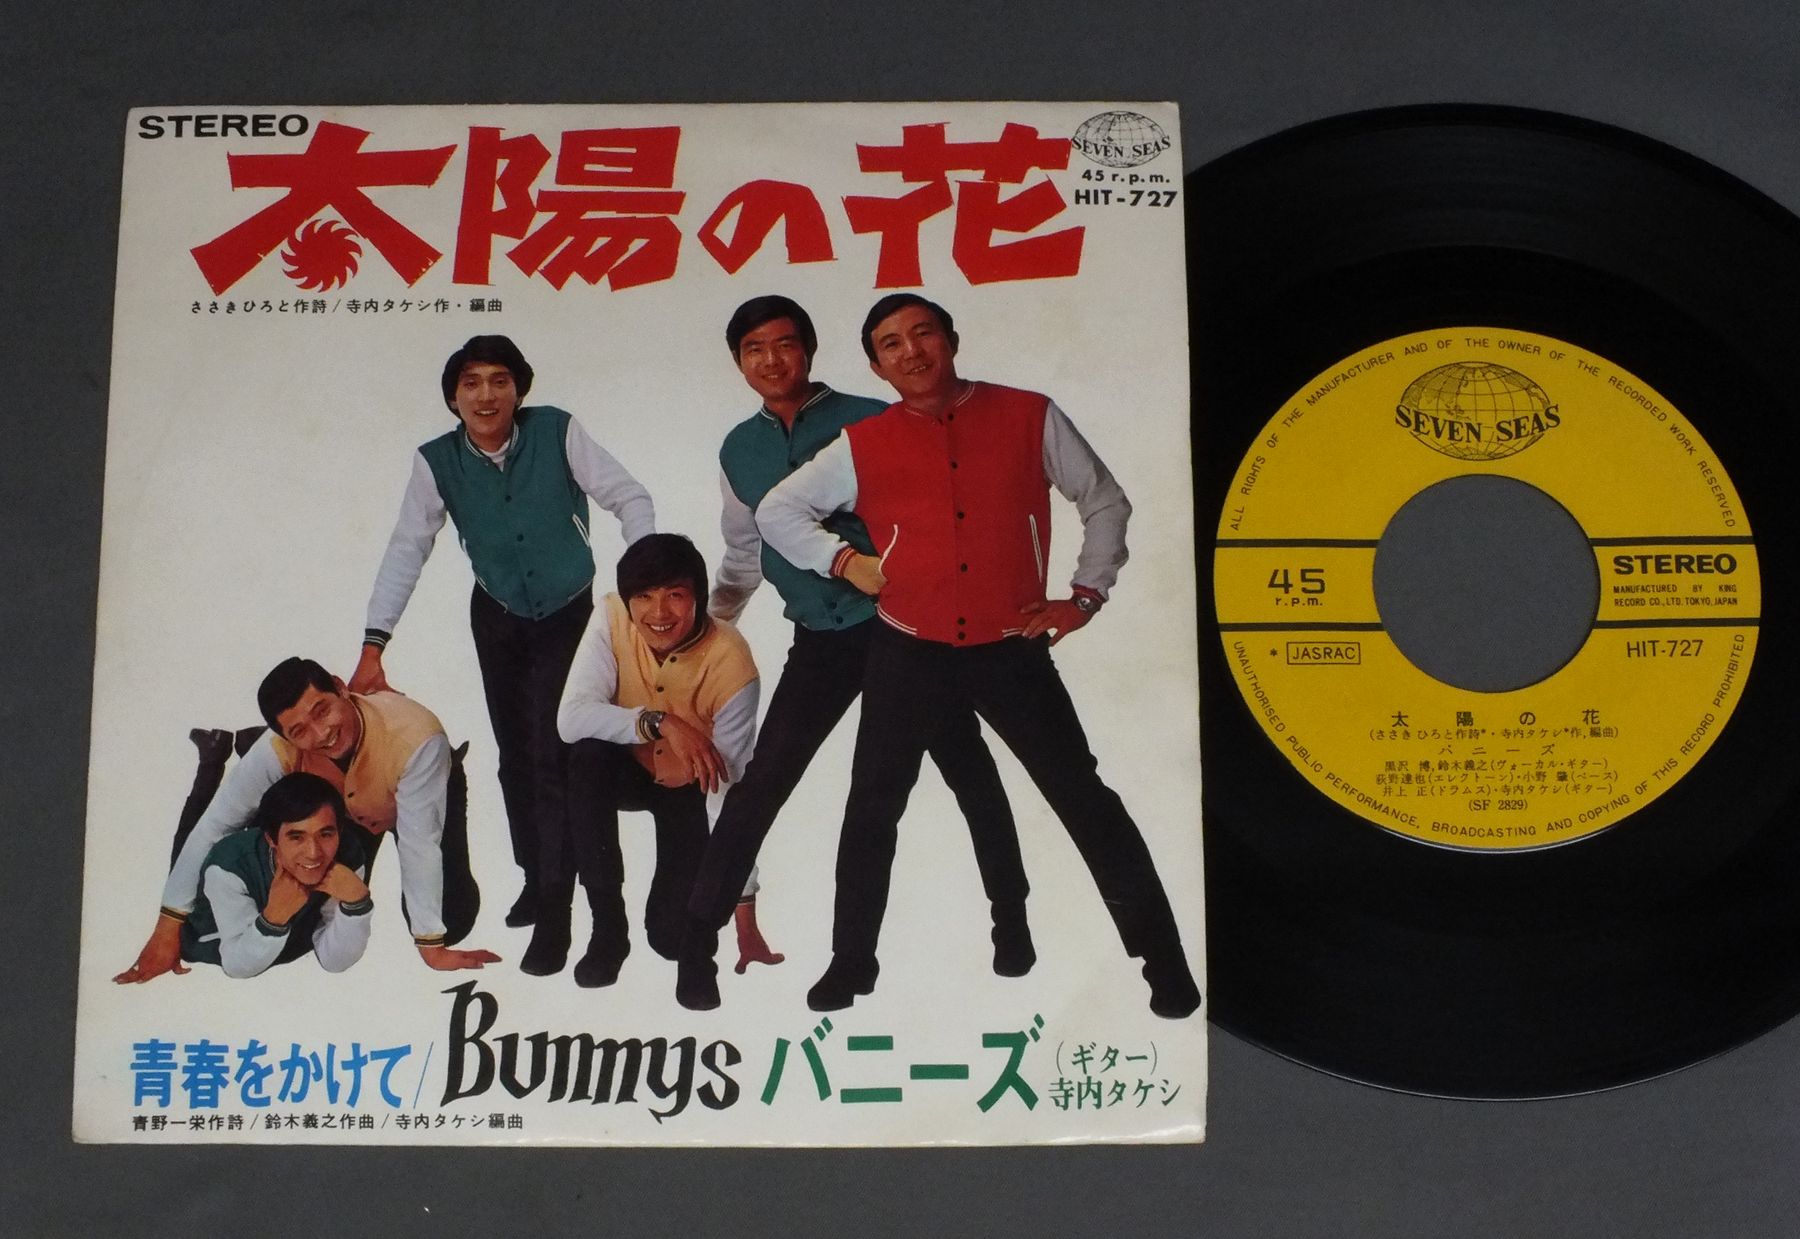 STEREO
太陽の花
SEVEN SEAS
45 r.p.m.
HIT-727
ささきひろと作詩/寺内タケシ作・編曲
青春をかけて/Bunnys バニーズ(ギター)寺内タケシ
青野一栄作詩/鈴木義之作曲/寺内タケシ編曲
ALL RIGHTS OF THE MANUFACTURER AND OF THE OWNER OF THE RECORDED WORK RESERVED
SEVEN SEAS
45
r.p.m.
STEREO
MANUFACTURED BY KING
RECORD CO., LTD. TOKYO, JAPAN
* JASRAC
HIT-727
太陽の花
(ささき ひろと作詩*・寺内タケシ*作,編曲)
バニーズ
黒沢 博,鈴木義之(ヴォーカル・ギター)
荻野達也(エレクトーン)・小野 肇(ベース)
井上 正(ドラムス)・寺内タケシ(ギター)
(SF 2829)
UNAUTHORISED PUBLIC PERFORMANCE, BROADCASTING AND COPYING OF THIS RECORD PROHIBITED